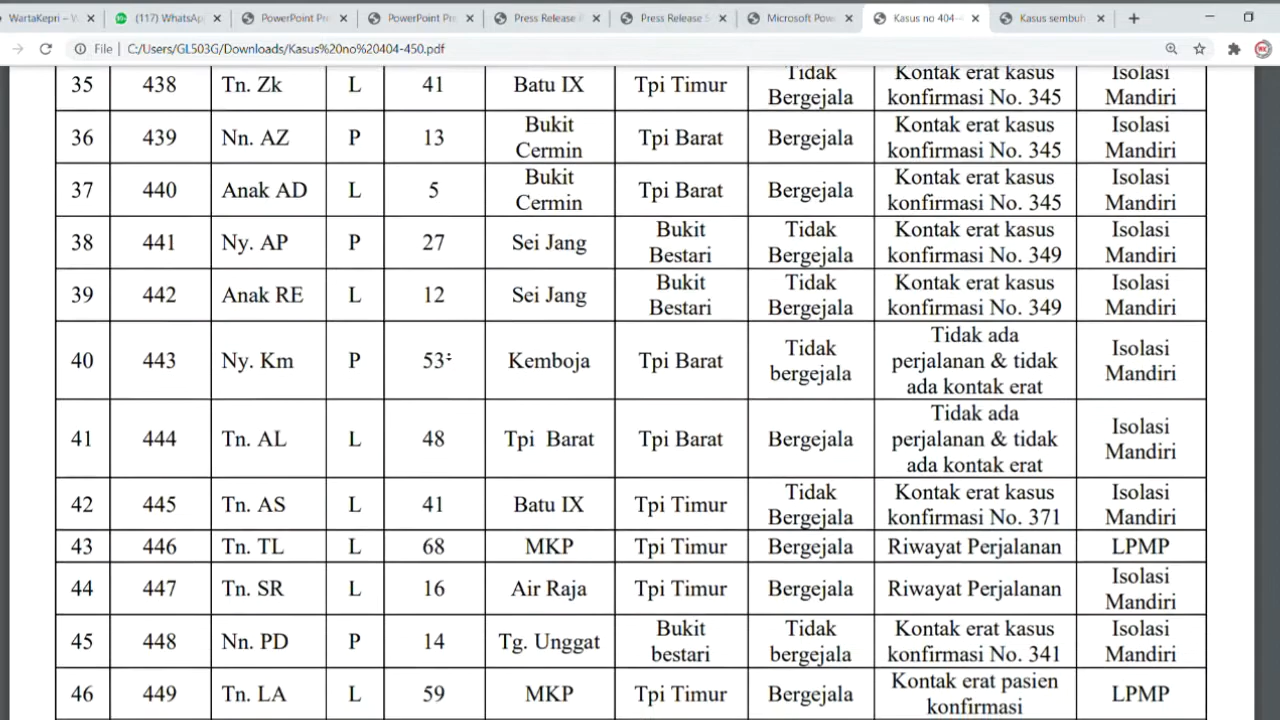 WartaKepri – W
(117) WhatsAp
PowerPoint Pre
PowerPoint Pre
Press Release
Press Release S
Microsoft Pow
Kasus no 404-
Kasus sembuh
File | C:/Users/GL503G/Downloads/Kasus%20no%20404-450.pdf
35 438 Tn. Zk L 41 Batu IX Tpi Timur Tidak Bergejala Kontak erat kasus konfirmasi No. 345 Isolasi Mandiri
36 439 Nn. AZ P 13 Bukit Cermin Tpi Barat Bergejala Kontak erat kasus konfirmasi No. 345 Isolasi Mandiri
37 440 Anak AD L 5 Bukit Cermin Tpi Barat Bergejala Kontak erat kasus konfirmasi No. 345 Isolasi Mandiri
38 441 Ny. AP P 27 Sei Jang Bukit Bestari Tidak Bergejala Kontak erat kasus konfirmasi No. 349 Isolasi Mandiri
39 442 Anak RE L 12 Sei Jang Bukit Bestari Tidak Bergejala Kontak erat kasus konfirmasi No. 349 Isolasi Mandiri
40 443 Ny. Km P 53 Kemboja Tpi Barat Tidak bergejala Tidak ada perjalanan & tidak ada kontak erat Isolasi Mandiri
41 444 Tn. AL L 48 Tpi Barat Tpi Barat Bergejala Tidak ada perjalanan & tidak ada kontak erat Isolasi Mandiri
42 445 Tn. AS L 41 Batu IX Tpi Timur Tidak Bergejala Kontak erat kasus konfirmasi No. 371 Isolasi Mandiri
43 446 Tn. TL L 68 MKP Tpi Timur Bergejala Riwayat Perjalanan LPMP
44 447 Tn. SR L 16 Air Raja Tpi Timur Bergejala Riwayat Perjalanan Isolasi Mandiri
45 448 Nn. PD P 14 Tg. Unggat Bukit bestari Tidak bergejala Kontak erat kasus konfirmasi No. 341 Isolasi Mandiri
46 449 Tn. LA L 59 MKP Tpi Timur Bergejala Kontak erat pasien konfirmasi LPMP